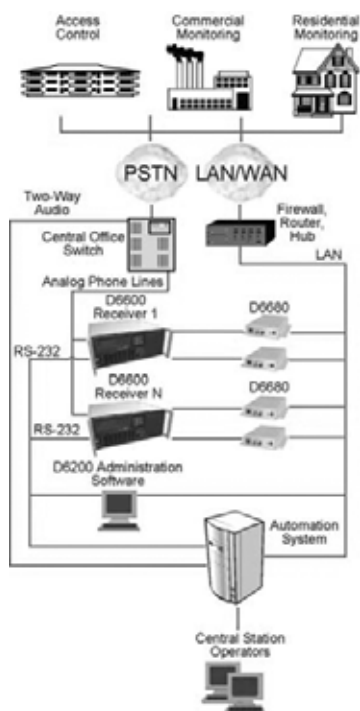 Access
Control
Commercial
Monitoring
Residential
Monitoring
PSTN
LAN/WAN
Two-Way
Audio
Central Office
Switch
Firewall,
Router,
Hub
LAN
Analog Phone Lines
D6600
Receiver 1
D6680
RS-232
D6600
Receiver N
D6680
RS-232
D6200 Administration
Software
Automation
System
Central Station
Operators